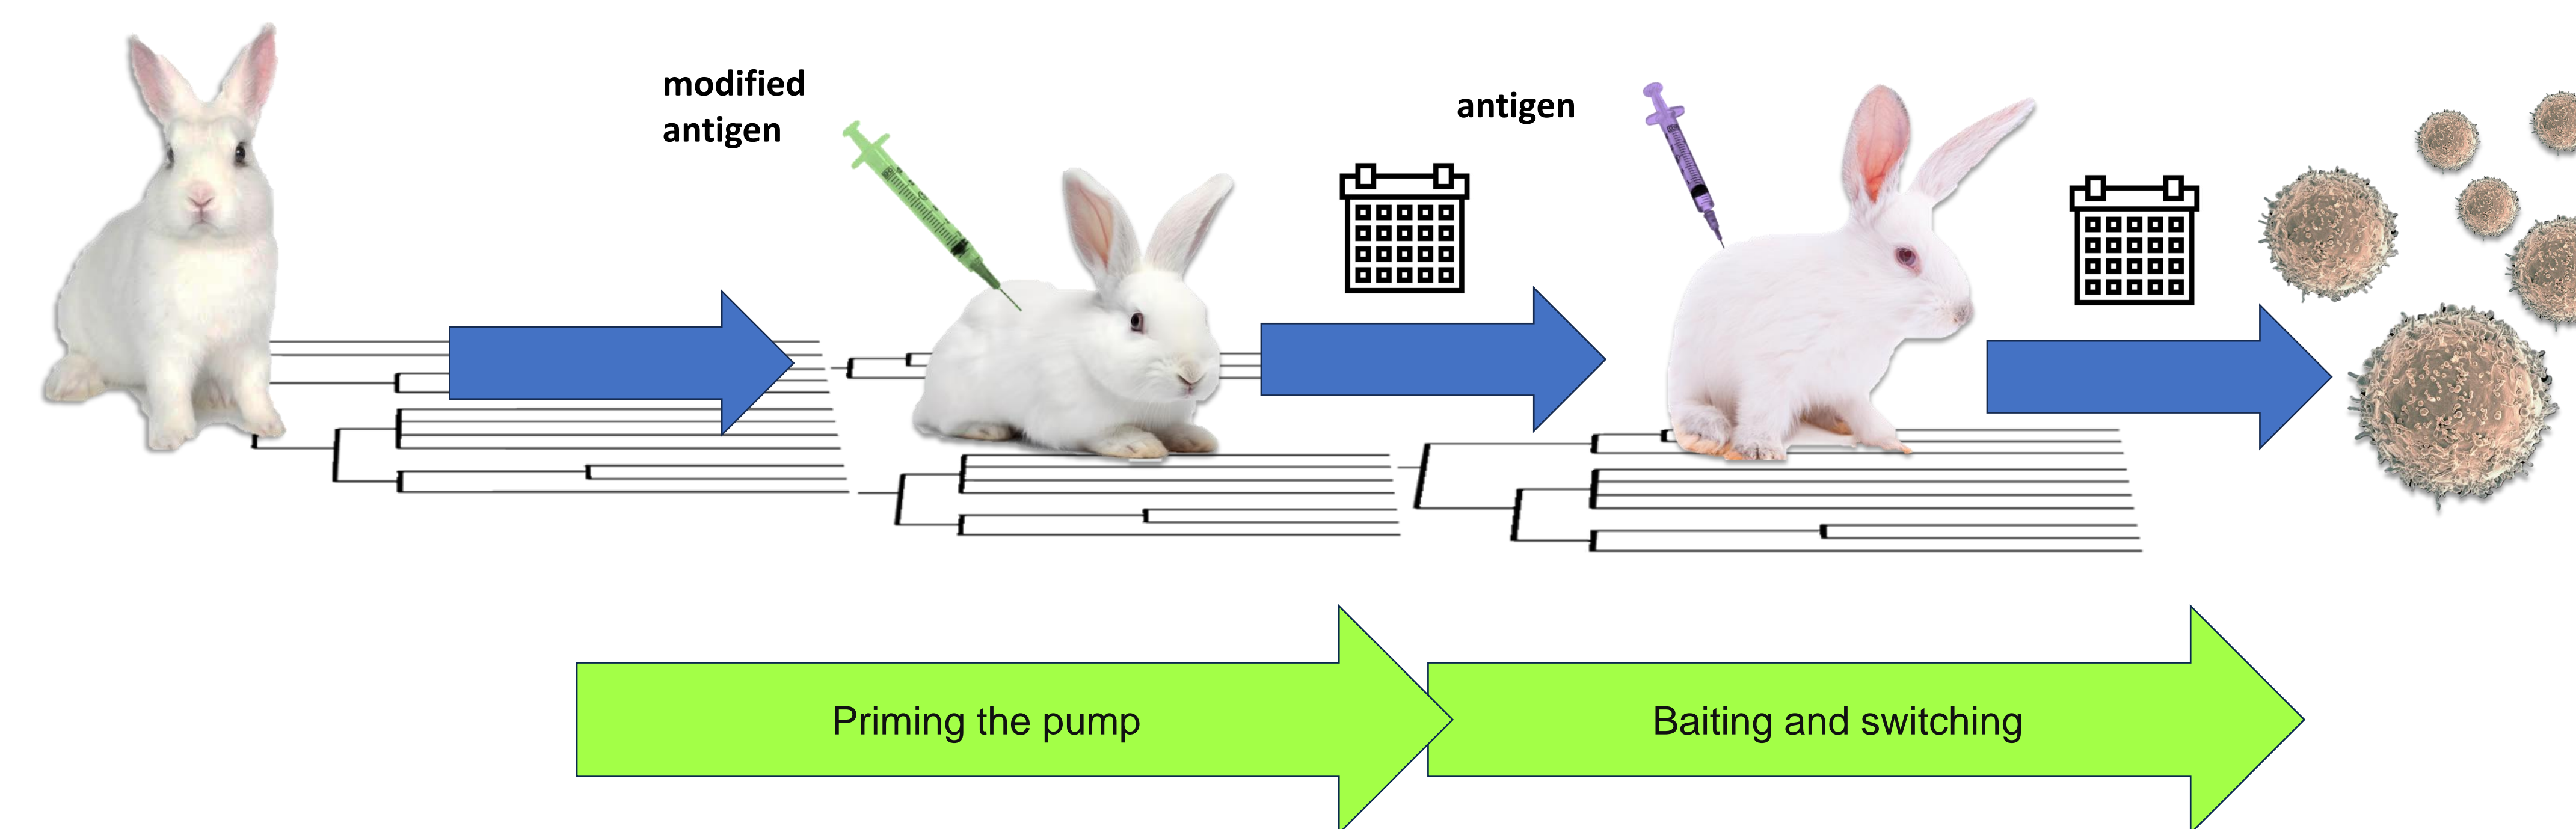 modified
antigen
antigen
Priming the pump
Baiting and switching